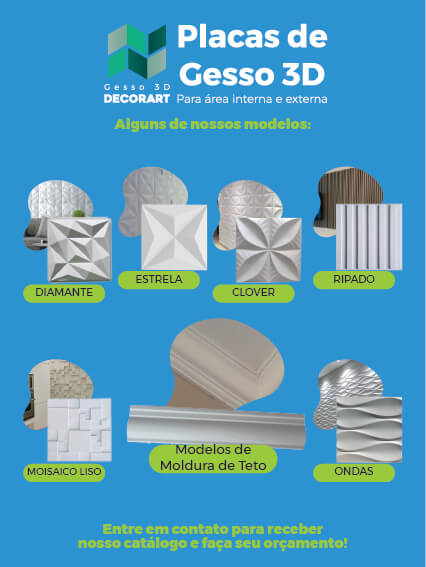 Placas de
Gesso 3D
Gesso 3D
DECORART
Para área interna e externa
Alguns de nossos modelos:
DIAMANTE
ESTRELA
CLOVER
RIPADO
MOISAICO LISO
Modelos de
Moldura de Teto
ONDAS
Entre em contato para receber
nosso catálogo e faça seu orçamento!